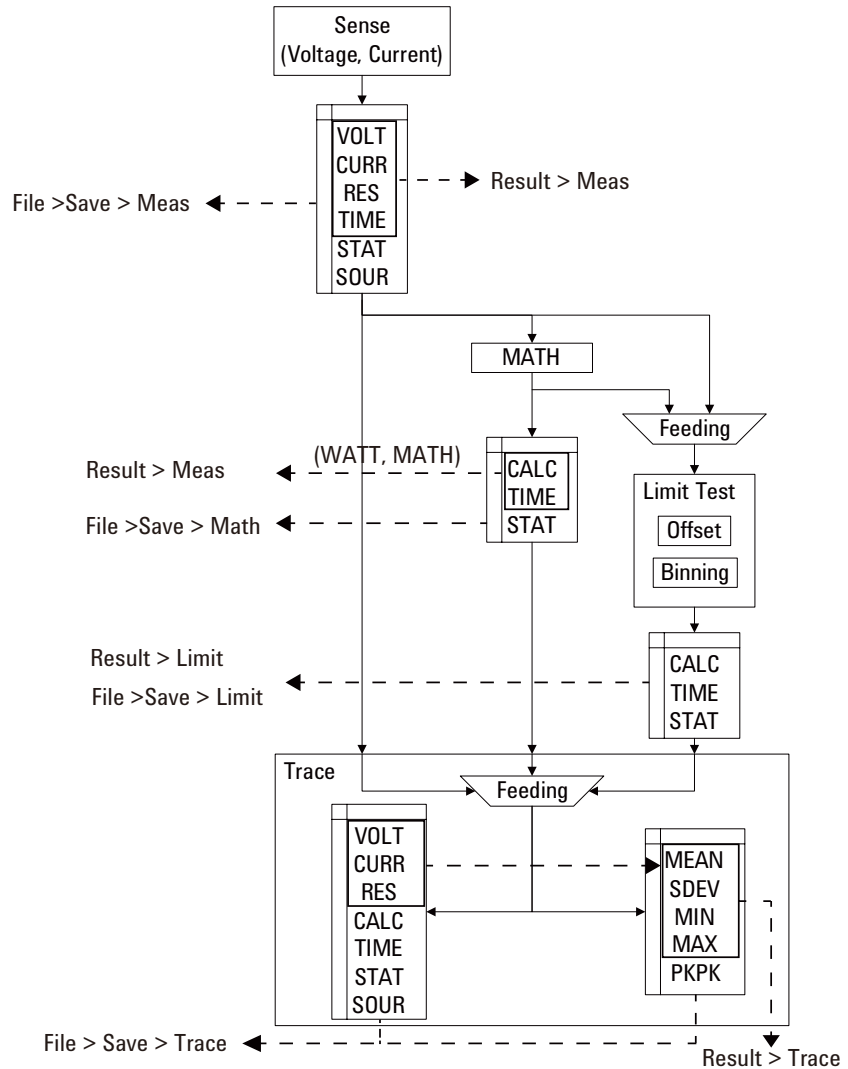 Sense
(Voltage, Current)
VOLT
CURR
RES
TIME
STAT
SOUR
File >Save > Meas
Result > Meas
MATH
Feeding
(WATT, MATH)
Result > Meas
CALC
TIME
STAT
File >Save > Math
Limit Test
Offset
Binning
Result > Limit
File >Save > Limit
CALC
TIME
STAT
Trace
Feeding
VOLT
CURR
RES
CALC
TIME
STAT
SOUR
MEAN
SDEV
MIN
MAX
PKPK
File > Save > Trace
Result > Trace